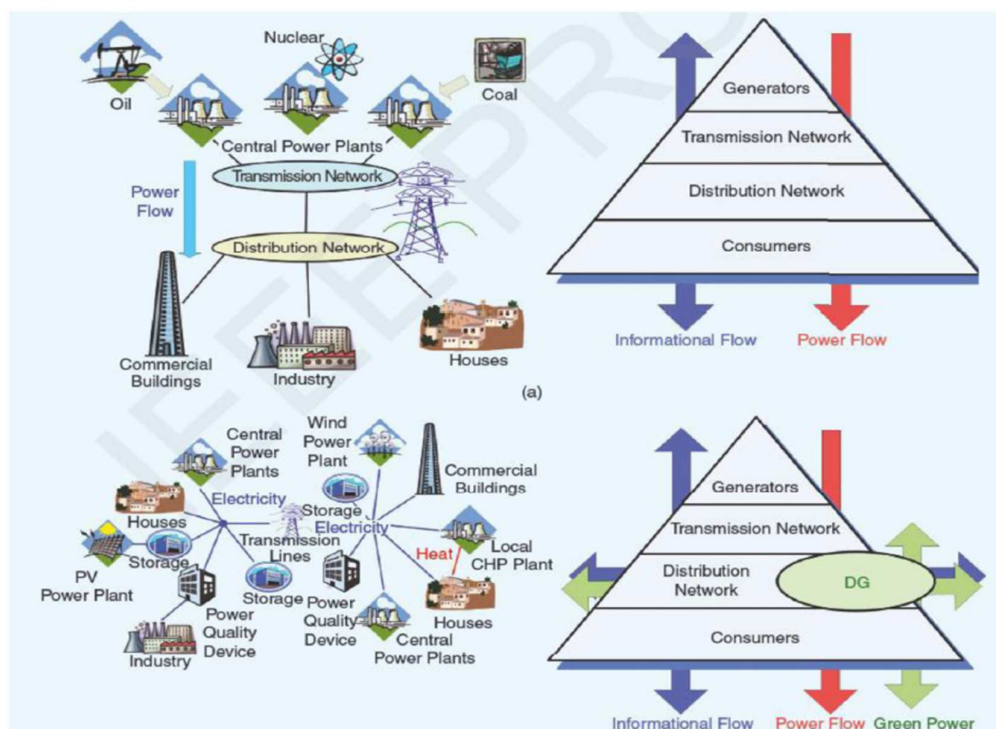 Nuclear
Oil
Coal
Central Power Plants
Transmission Network
Power
Flow
Distribution Network
Commercial
Buildings
Industry
Houses
Generators
Transmission Network
Distribution Network
Consumers
Informational Flow
Power Flow
(a)
Central
Power
Plants
Wind
Power
Plant
Commercial
Buildings
Electricity
Storage
Electricity
Houses
Storage
Transmission
Lines
Heat
Local
CHP Plant
PV
Power Plant
Storage
Power
Quality
Device
Power
Quality
Device
Houses
Industry
Central
Power Plants
Generators
Transmission Network
Distribution
Network
DG
Consumers
Informational Flow
Power Flow
Green Power
IEEE PRO